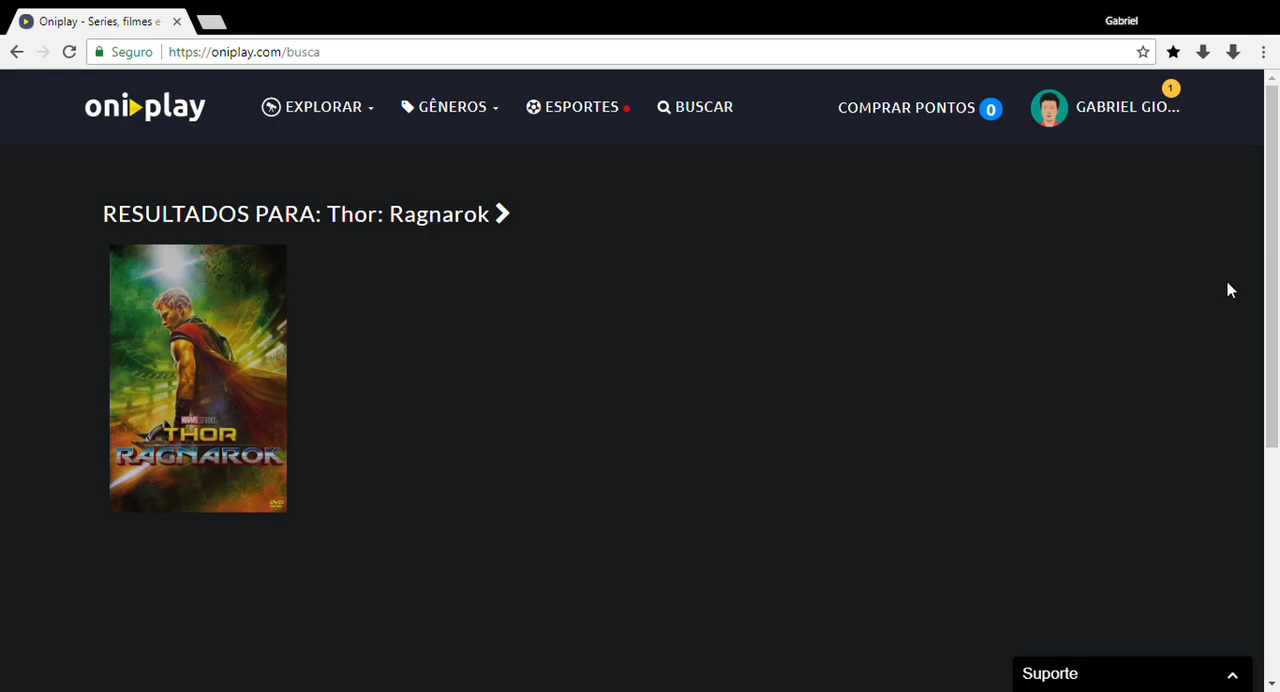 Oniplay - Series, filmes e
Gabriel
Seguro
https://oniplay.com/busca
oniplay
EXPLORAR
GÊNEROS
ESPORTES
BUSCAR
COMPRAR PONTOS 0
GABRIEL GIO...
1
RESULTADOS PARA: Thor: Ragnarok
MARVEL STUDIOS
THOR
RAGNAROK
DVD
Suporte